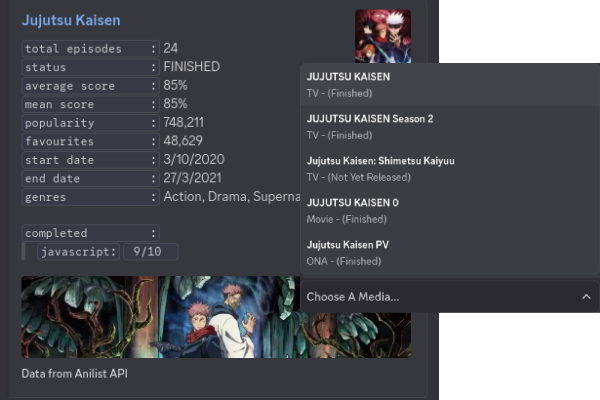 Jujutsu Kaisen
total episodes : 24
status : FINISHED
average score : 85%
mean score : 85%
popularity : 748,211
favourites : 48,629
start date : 3/10/2020
end date : 27/3/2021
genres : Action, Drama, Superna
completed :
javascript: 9/10
Data from Anilist API
JUJUTSU KAISEN
TV - (Finished)
JUJUTSU KAISEN Season 2
TV - (Finished)
Jujutsu Kaisen: Shimetsu Kaiyuu
TV - (Not Yet Released)
JUJUTSU KAISEN 0
Movie - (Finished)
Jujutsu Kaisen PV
ONA - (Finished)
Choose A Media...